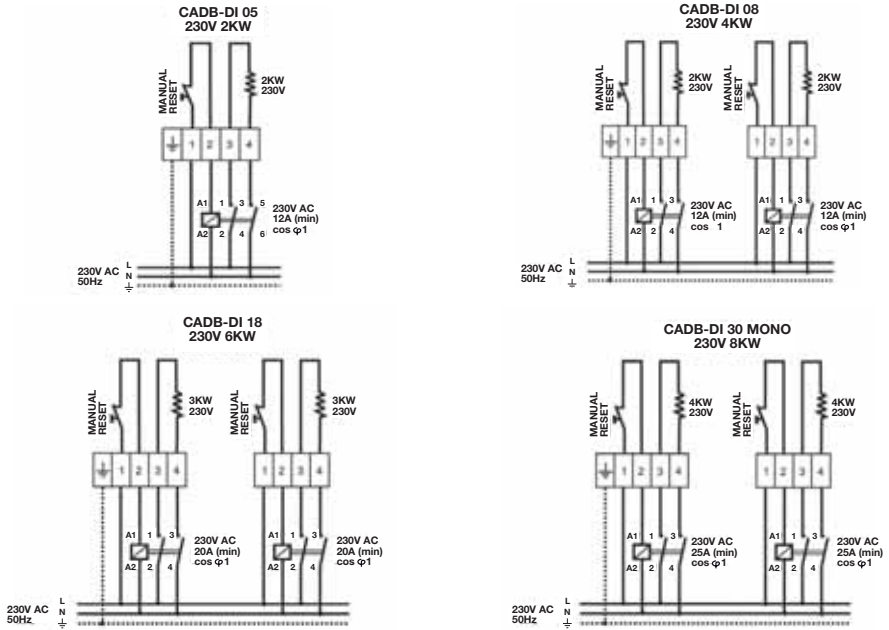 CADB-DI 05
230V 2KW
MANUAL
RESET
2KW
230V
1 2 3 4
A1 1 3 5
A2 2 4 6
230V AC
12A (min)
cos φ1
230V AC
50Hz
L
N
CADB-DI 08
230V 4KW
MANUAL
RESET
2KW
230V
1 2 3 4
A1 1 3
A2 2 4
230V AC
12A (min)
cos 1
MANUAL
RESET
2KW
230V
1 2 3 4
A1 1 3
A2 2 4
230V AC
12A (min)
cos φ1
230V AC
50Hz
L
N
CADB-DI 18
230V 6KW
MANUAL
RESET
3KW
230V
1 2 3 4
A1 1 3
A2 2 4
230V AC
20A (min)
cos φ1
MANUAL
RESET
3KW
230V
1 2 3 4
A1 1 3
A2 2 4
230V AC
20A (min)
cos φ1
230V AC
50Hz
L
N
CADB-DI 30 MONO
230V 8KW
MANUAL
RESET
4KW
230V
1 2 3 4
A1 1 3
A2 2 4
230V AC
25A (min)
cos φ1
MANUAL
RESET
4KW
230V
1 2 3 4
A1 1 3
A2 2 4
230V AC
25A (min)
cos φ1
230V AC
50Hz
L
N